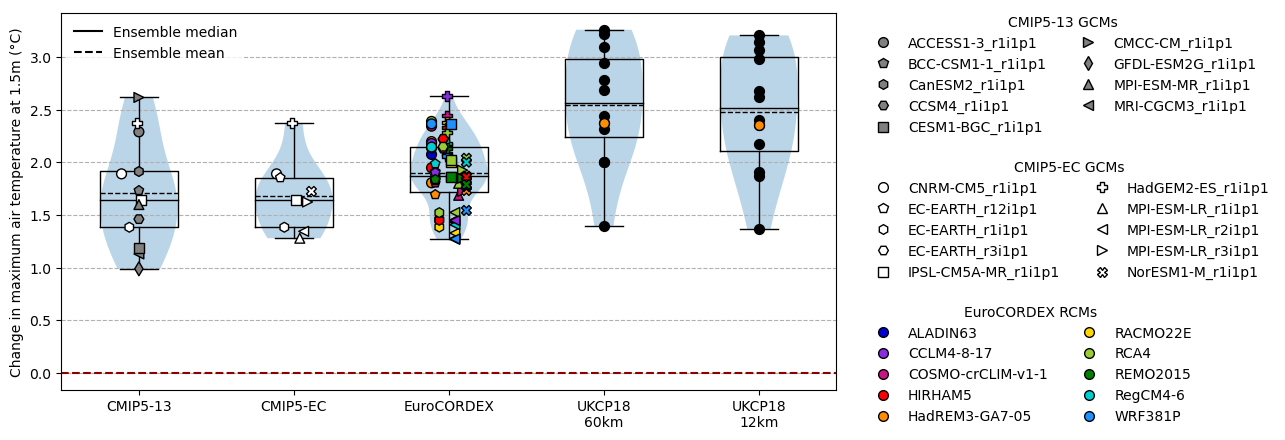 Change in maximum air temperature at 1.5m (°C)
Ensemble median
Ensemble mean
3.0
2.5
2.0
1.5
1.0
0.5
0.0
CMIP5-13
CMIP5-EC
EuroCORDEX
UKCP18
60km
UKCP18
12km
CMIP5-13 GCMs
ACCESS1-3_r1i1p1
BCC-CSM1-1_r1i1p1
CanESM2_r1i1p1
CCSM4_r1i1p1
CESM1-BGC_r1i1p1
CMCC-CM_r1i1p1
GFDL-ESM2G_r1i1p1
MPI-ESM-MR_r1i1p1
MRI-CGCM3_r1i1p1
CMIP5-EC GCMs
CNRM-CM5_r1i1p1
EC-EARTH_r12i1p1
EC-EARTH_r1i1p1
EC-EARTH_r3i1p1
IPSL-CM5A-MR_r1i1p1
HadGEM2-ES_r1i1p1
MPI-ESM-LR_r1i1p1
MPI-ESM-LR_r2i1p1
MPI-ESM-LR_r3i1p1
NorESM1-M_r1i1p1
EuroCORDEX RCMs
ALADIN63
CCLM4-8-17
COSMO-crCLIM-v1-1
HIRHAM5
HadREM3-GA7-05
RACMO22E
RCA4
REMO2015
RegCM4-6
WRF381P